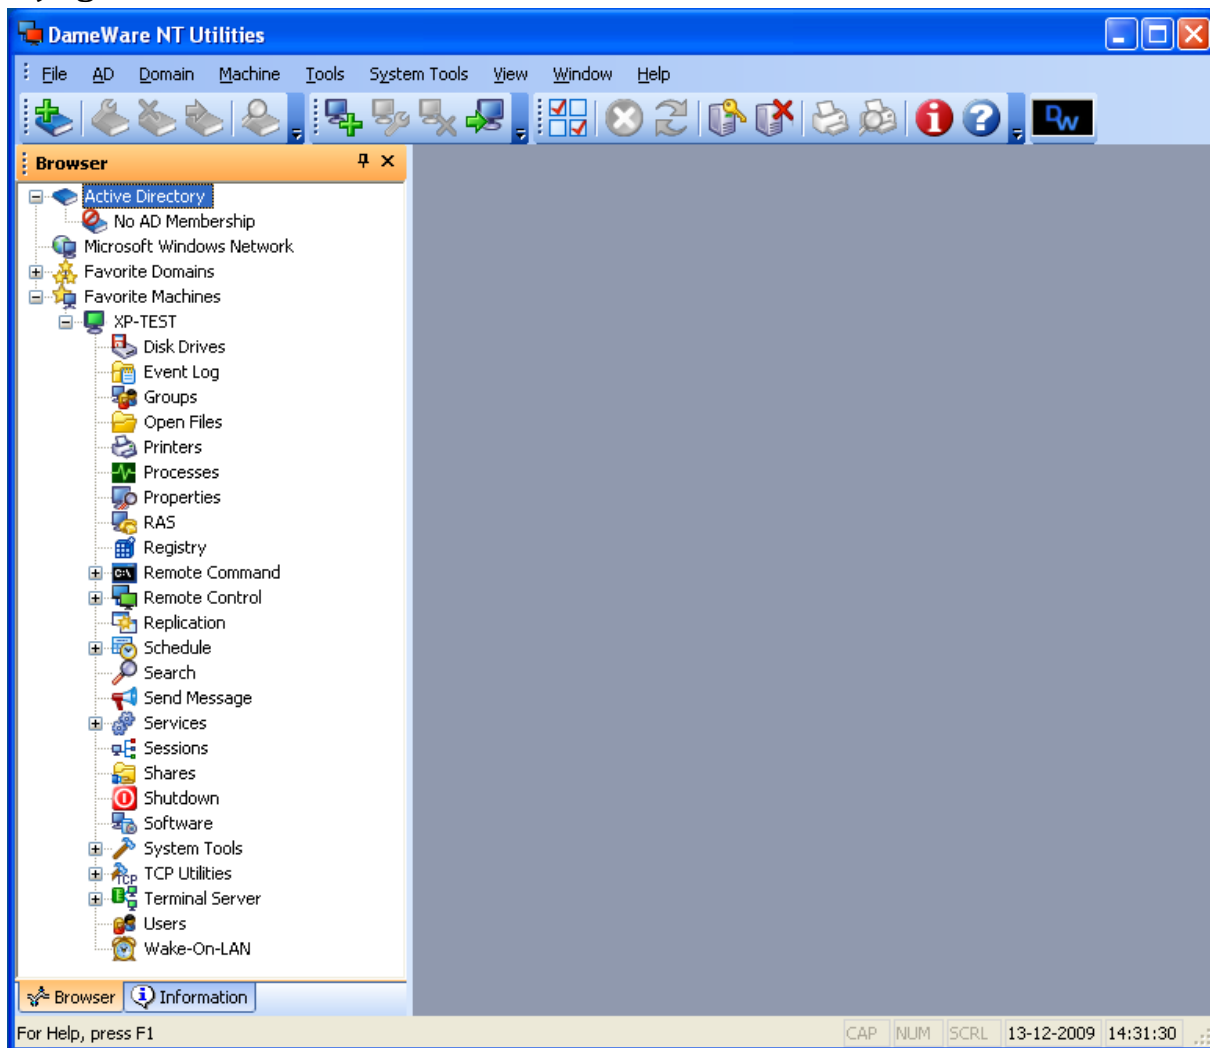 DameWare NT Utilities
File AD Domain Machine Tools System Tools View Window Help
DW
Browser
Active Directory
No AD Membership
Microsoft Windows Network
Favorite Domains
Favorite Machines
XP-TEST
Disk Drives
Event Log
Groups
Open Files
Printers
Processes
Properties
RAS
Registry
Remote Command
Remote Control
Replication
Schedule
Search
Send Message
Services
Sessions
Shares
Shutdown
Software
System Tools
TCP Utilities
Terminal Server
Users
Wake-On-LAN
Browser Information
For Help, press F1 CAP NUM SCRL 13-12-2009 14:31:30